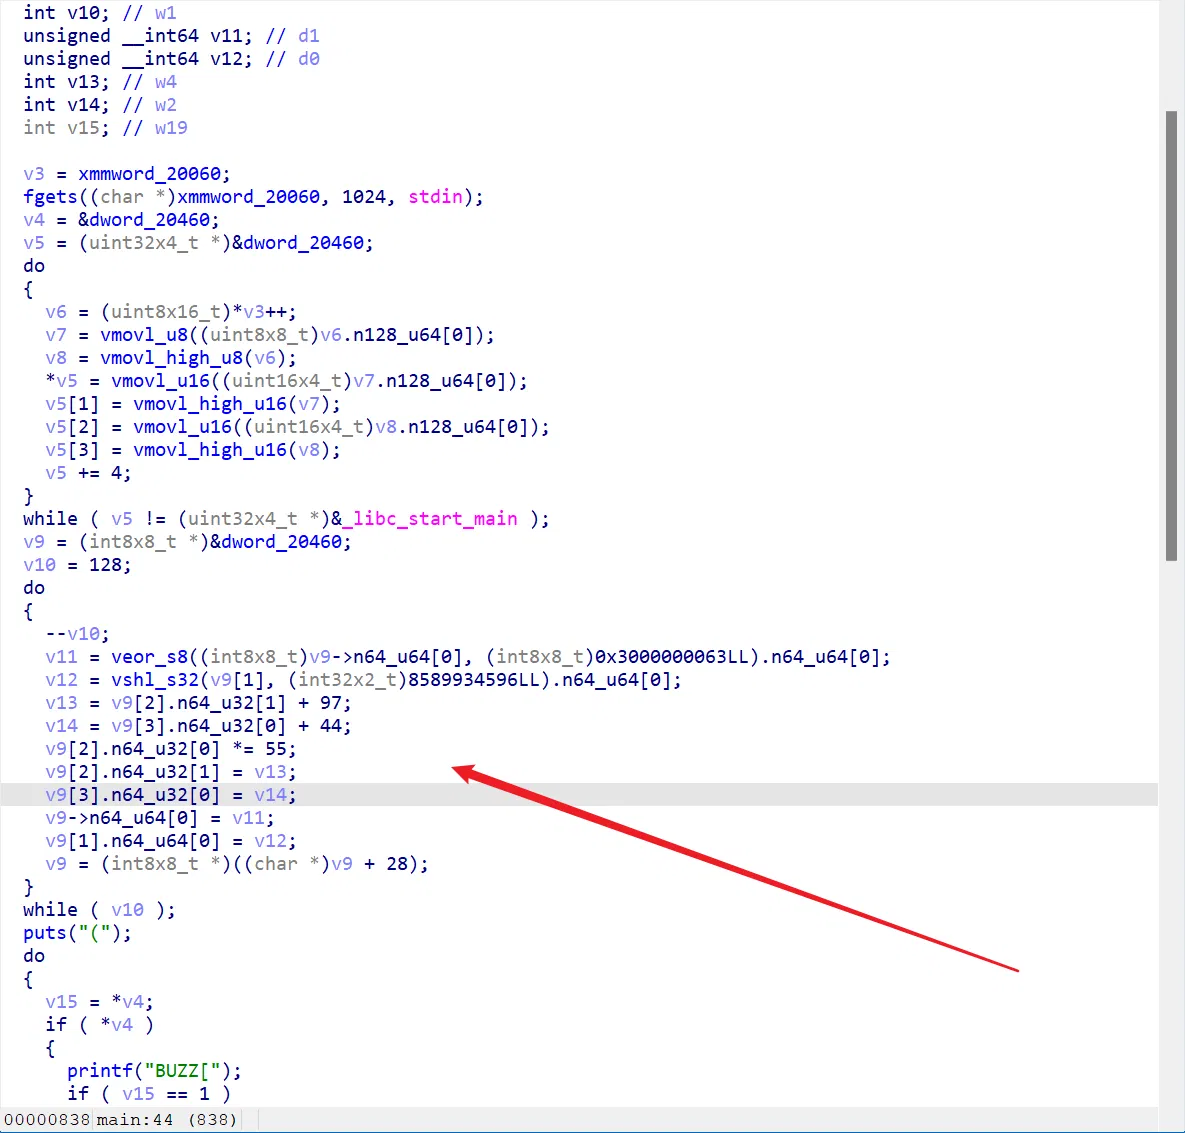 int v10; // w1
unsigned __int64 v11; // d1
unsigned __int64 v12; // d0
int v13; // w4
int v14; // w2
int v15; // w19
v3 = xmmword_20060;
fgets((char *)xmmword_20060, 1024, stdin);
v4 = &dword_20460;
v5 = (uint32x4_t *)&dword_20460;
do
{
v6 = (uint8x16_t)*v3++;
v7 = vmovl_u8((uint8x8_t)v6.n128_u64[0]);
v8 = vmovl_high_u8(v6);
*v5 = vmovl_u16((uint16x4_t)v7.n128_u64[0]);
v5[1] = vmovl_high_u16(v7);
v5[2] = vmovl_u16((uint16x4_t)v8.n128_u64[0]);
v5[3] = vmovl_high_u16(v8);
v5 += 4;
}
while ( v5 != (uint32x4_t *)&_libc_start_main );
v9 = (int8x8_t *)&dword_20460;
v10 = 128;
do
{
--v10;
v11 = veor_s8((int8x8_t)v9->n64_u64[0], (int8x8_t)0x3000000063LL).n64_u64[0];
v12 = vshl_s32(v9[1], (int32x2_t)8589934596LL).n64_u64[0];
v13 = v9[2].n64_u32[1] + 97;
v14 = v9[3].n64_u32[0] + 44;
v9[2].n64_u32[0] *= 55;
v9[2].n64_u32[1] = v13;
v9[3].n64_u32[0] = v14;
v9->n64_u64[0] = v11;
v9[1].n64_u64[0] = v12;
v9 = (int8x8_t *)((char *)v9 + 28);
}
while ( v10 );
puts("(");
do
{
v15 = *v4;
if ( *v4 )
{
printf("BUZZ[");
if ( v15 == 1 )
00000838 main:44 (838)